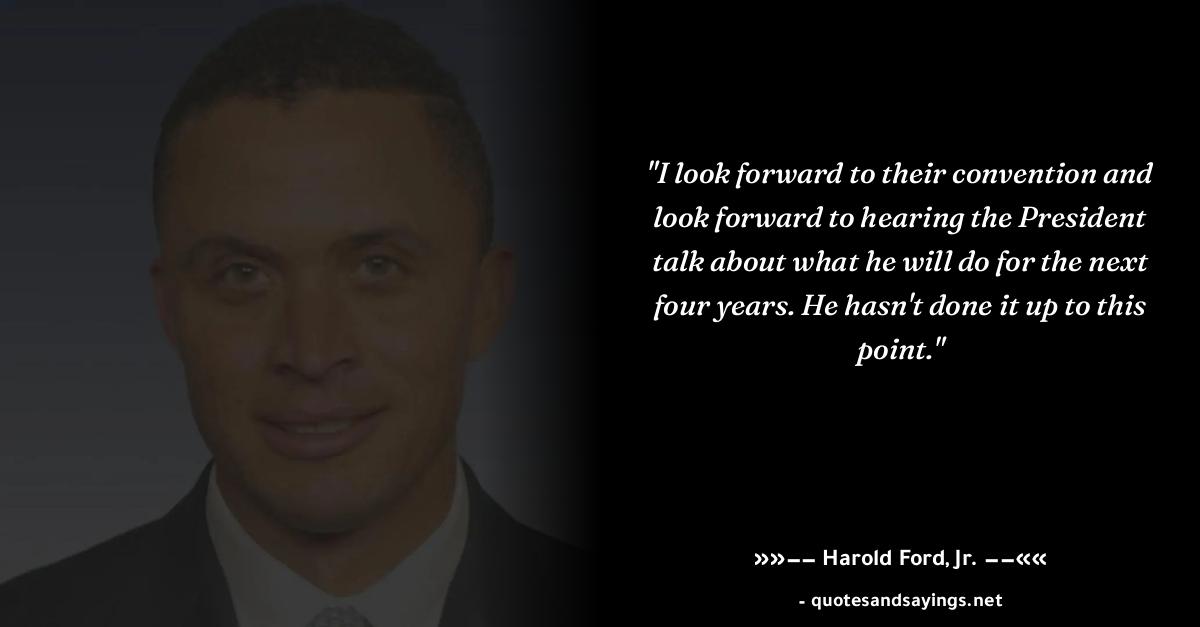 "I look forward to their convention and
look forward to hearing the President
talk about what he will do for the next
four years. He hasn't done it up to this
point."
»»−− Harold Ford, Jr. −−««
- quotesandsayings.net